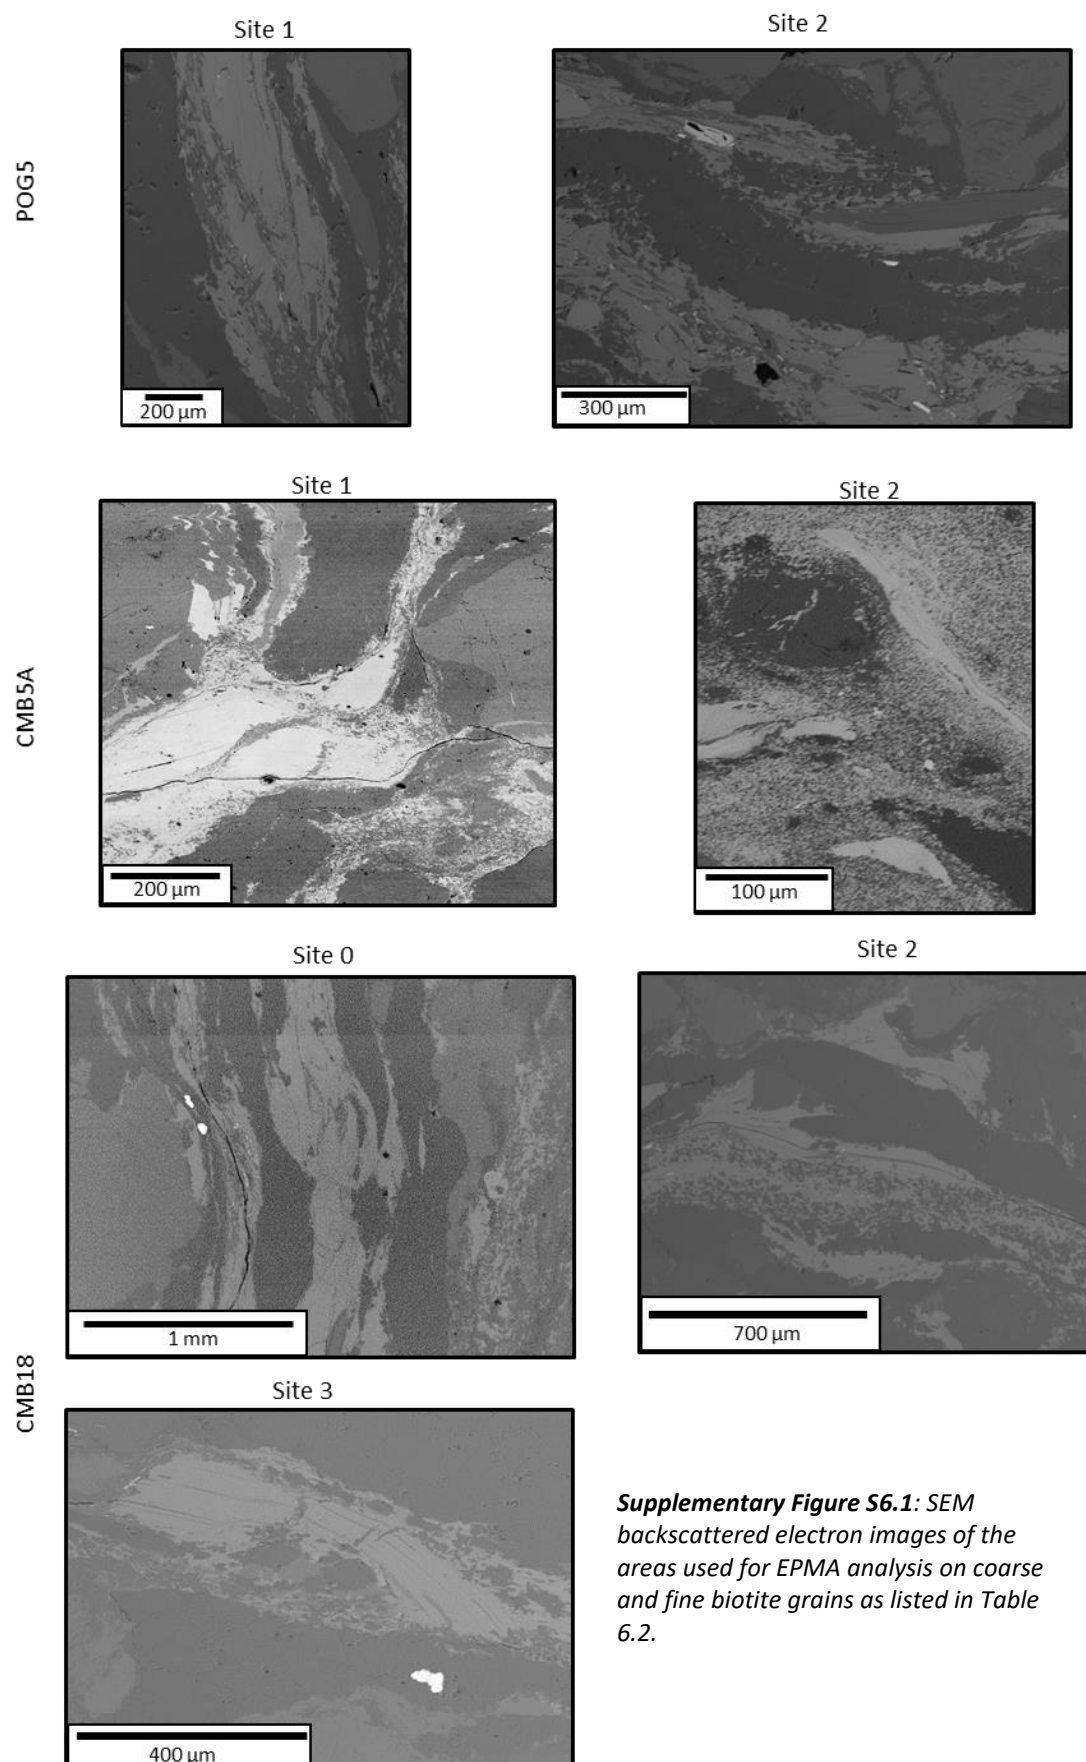 Site 1
Site 2
POG5
200 µm
300 µm
Site 1
Site 2
CMB5A
200 µm
100 µm
Site 0
Site 2
1 mm
700 µm
CMB18
Site 3
400 µm
Supplementary Figure S6.1: SEM
backscattered electron images of the
areas used for EPMA analysis on coarse
and fine biotite grains as listed in Table
6.2.